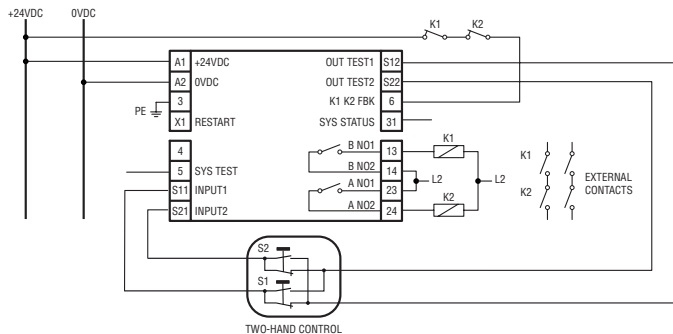 +24VDC 0VDC
K1 K2
A1 +24VDC OUT TEST1 S12
A2 0VDC OUT TEST2 S22
PE 3 K1 K2 FBK 6
X1 RESTART SYS STATUS 31
4 B NO1 13 K1
5 SYS TEST B NO2 14 L2 L2
S11 INPUT1 A NO1 23
S21 INPUT2 A NO2 24 K2
K1
K2
EXTERNAL
CONTACTS
S2
S1
TWO-HAND CONTROL